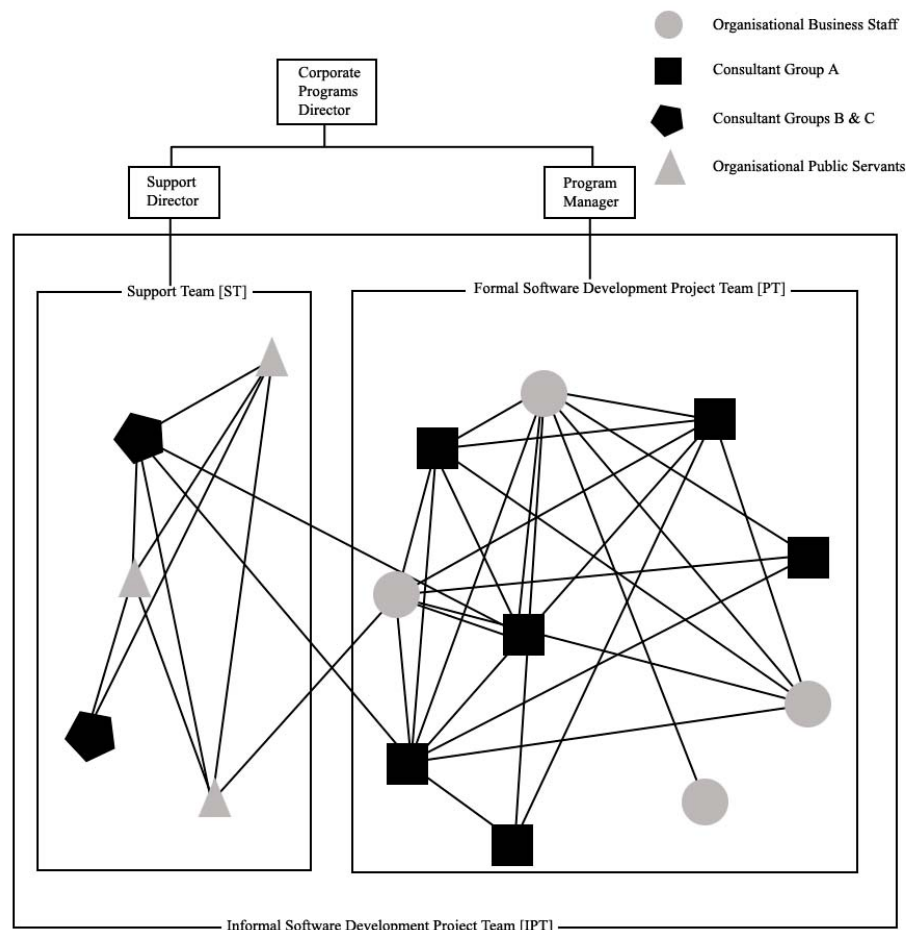 Organisational Business Staff
Consultant Group A
Consultant Groups B & C
Organisational Public Servants
Corporate
Programs
Director
Support
Director
Program
Manager
Support Team [ST]
Formal Software Development Project Team [PT]
Informal Software Development Project Team [IPT]